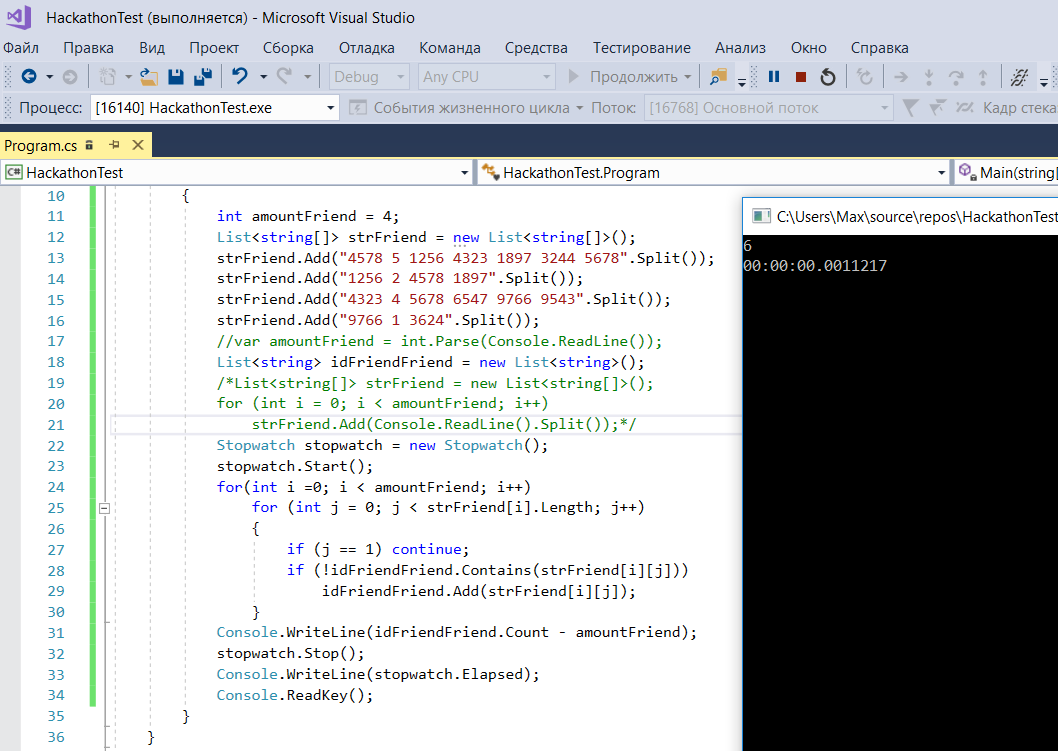 HackathonTest (выполняется) - Microsoft Visual Studio
Файл Правка Вид Проект Сборка Отладка Команда Средства Тестирование Анализ Окно Справка
Debug Any CPU Продолжить
Процесс: [16140] HackathonTest.exe События жизненного цикла Поток: [16768] Основной поток Кадр стека
Program.cs
C# HackathonTest HackathonTest.Program Main(string[
C:\Users\Max\source\repos\HackathonTest
6
00:00:00.0011217
10 {
11 int amountFriend = 4;
12 List<string[]> strFriend = new List<string[]>();
13 strFriend.Add("4578 5 1256 4323 1897 3244 5678".Split());
14 strFriend.Add("1256 2 4578 1897".Split());
15 strFriend.Add("4323 4 5678 6547 9766 9543".Split());
16 strFriend.Add("9766 1 3624".Split());
17 //var amountFriend = int.Parse(Console.ReadLine());
18 List<string> idFriendFriend = new List<string>();
19 /*List<string[]> strFriend = new List<string[]>();
20 for (int i = 0; i < amountFriend; i++)
21 strFriend.Add(Console.ReadLine().Split());*/
22 Stopwatch stopwatch = new Stopwatch();
23 stopwatch.Start();
24 for(int i =0; i < amountFriend; i++)
25 for (int j = 0; j < strFriend[i].Length; j++)
26 {
27 if (j == 1) continue;
28 if (!idFriendFriend.Contains(strFriend[i][j]))
29 idFriendFriend.Add(strFriend[i][j]);
30 }
31 Console.WriteLine(idFriendFriend.Count - amountFriend);
32 stopwatch.Stop();
33 Console.WriteLine(stopwatch.Elapsed);
34 Console.ReadKey();
35 }
36 }